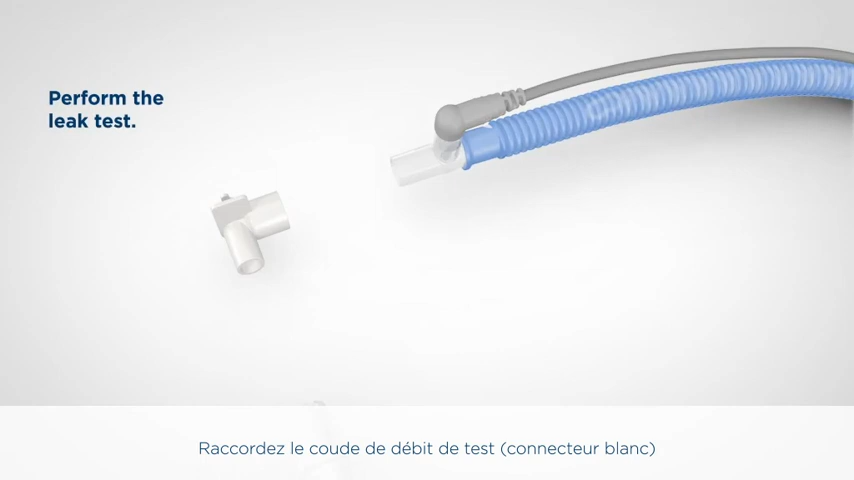 Perform the
leak test.
Raccordez le coude de débit de test (connecteur blanc)